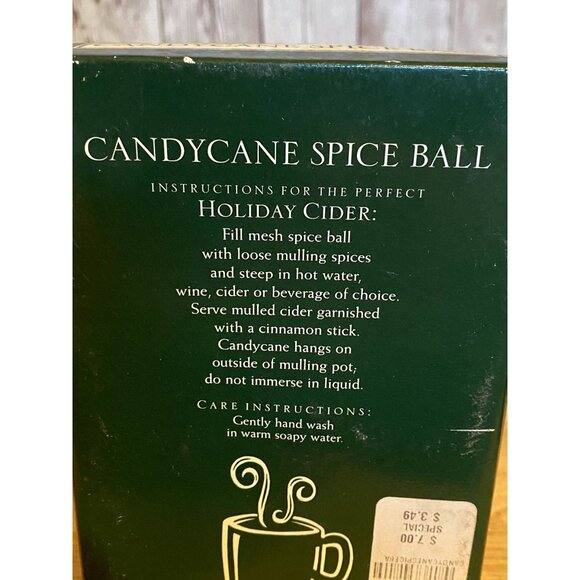 CANDYCANE SPICE BALL
INSTRUCTIONS FOR THE PERFECT
HOLIDAY CIDER:
Fill mesh spice ball
with loose mulling spices
and steep in hot water,
wine, cider or beverage of choice.
Serve mulled cider garnished
with a cinnamon stick.
Candycane hangs on
outside of mulling pot;
do not immerse in liquid.
CARE INSTRUCTIONS:
Gently hand wash
in warm soapy water.
$ 7.00
SPECIAL
$ 3.49
CANDYCANESPICEBA